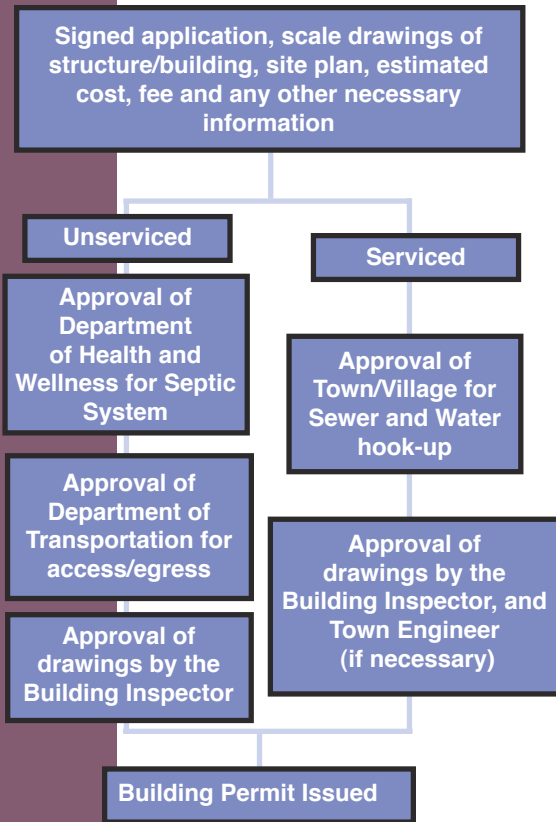 Signed application, scale drawings of
structure/building, site plan, estimated
cost, fee and any other necessary
information
Unserviced
Approval of
Department
of Health and
Wellness for Septic
System
Approval of
Department of
Transportation for
access/egress
Approval of
drawings by the
Building Inspector
Serviced
Approval of
Town/Village for
Sewer and Water
hook-up
Approval of
drawings by the
Building Inspector, and
Town Engineer
(if necessary)
Building Permit Issued